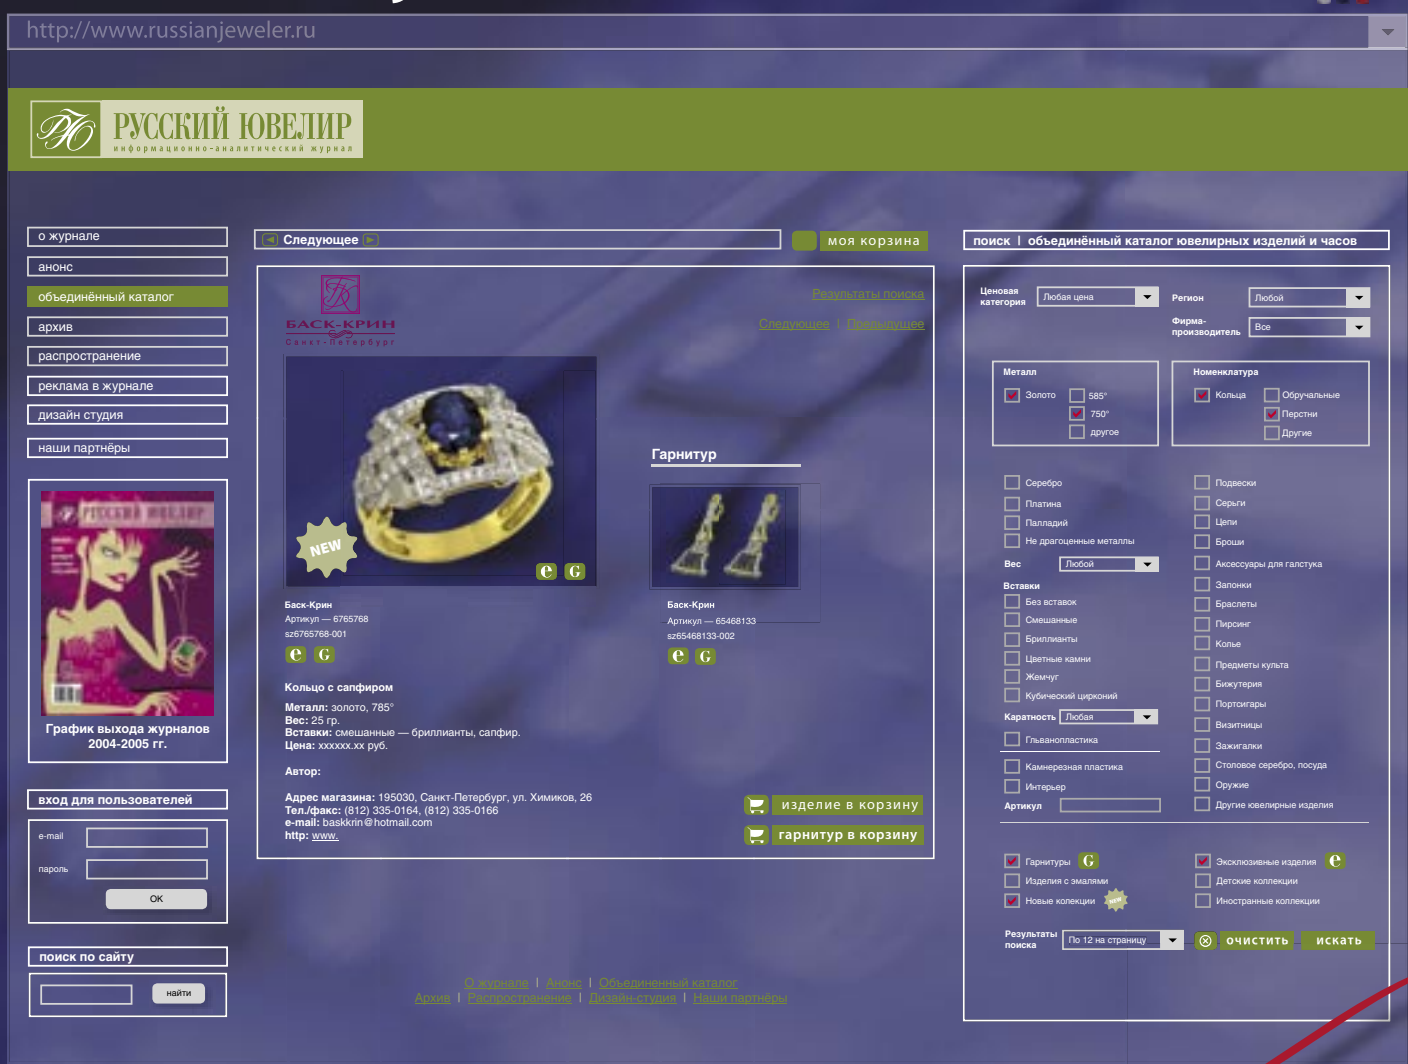 http://www.russianjeweler.ru
РУССКИЙ ЮВЕЛИР
информационно-аналитический журнал
о журнале
анонс
объединённый каталог
архив
распространение
реклама в журнале
дизайн студия
наши партнёры
РУССКИЙ ЮВЕЛИР
График выхода журналов
2004-2005 гг.
вход для пользователей
e-mail
пароль
OK
поиск по сайту
найти
Следующее
моя корзина
БАСК-КРИН
Санкт-Петербург
Результаты поиска
Следующее | Предыдущее
NEW
e G
Гарнитур
Баск-Крин
Артикул — 6765768
sz6765768-001
e G
Баск-Крин
Артикул — 65468133
sz65468133-002
e G
Кольцо с сапфиром
Металл: золото, 785°
Вес: 25 гр.
Вставки: смешанные — бриллианты, сапфир.
Цена: xxxxxx.xx руб.
Автор:
Адрес магазина: 195030, Санкт-Петербург, ул. Химиков, 26
Тел./факс: (812) 335-0164, (812) 335-0166
e-mail: baskkrin@hotmail.com
http: www.
изделие в корзину
гарнитур в корзину
О журнале | Анонс | Объединенный каталог
Архив | Распространение | Дизайн-студия | Наши партнёры
поиск | объединённый каталог ювелирных изделий и часов
Ценовая
категория
Любая цена
Регион
Любой
Фирма-
производитель
Все
Металл
Золото
585°
750°
другое
Номенклатура
Кольца
Обручальные
Перстни
Другие
Серебро
Платина
Палладий
Не драгоценные металлы
Вес
Любой
Вставки
Без вставок
Смешанные
Бриллианты
Цветные камни
Жемчуг
Кубический цирконий
Каратность
Любая
Гльванопластика
Камнерезная пластика
Интерьер
Артикул
Подвески
Серьги
Цепи
Броши
Аксессуары для галстука
Запонки
Браслеты
Пирсинг
Колье
Предметы культа
Бижутерия
Портсигары
Визитницы
Зажигалки
Столовое серебро, посуда
Оружие
Другие ювелирные изделия
Гарнитуры G
Изделия с эмалями
Новые колекции NEW
Эксклюзивные изделия e
Детские коллекции
Иностранные коллекции
Результаты
поиска
По 12 на страницу
очистить
искать